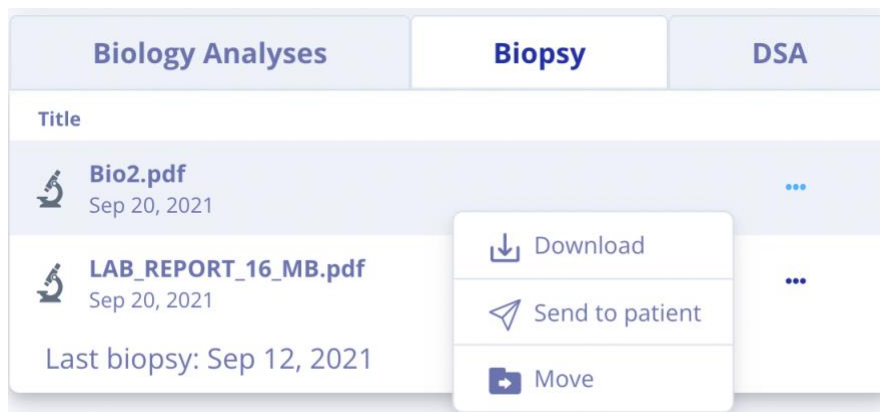 Biology Analyses
Biopsy
DSA
Title
Bio2.pdf
Sep 20, 2021
LAB_REPORT_16_MB.pdf
Sep 20, 2021
Download
Send to patient
Move
Last biopsy: Sep 12, 2021